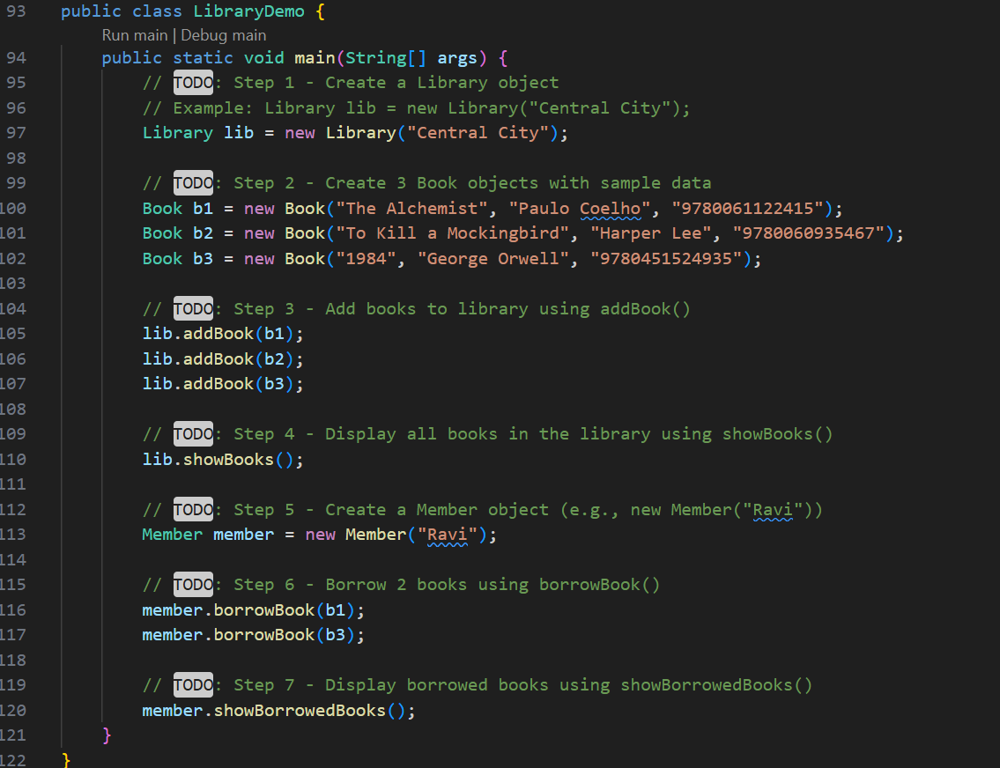 93 public class LibraryDemo {
Run main | Debug main
94 public static void main(String[] args) {
95 // TODO: Step 1 - Create a Library object
96 // Example: Library lib = new Library("Central City");
97 Library lib = new Library("Central City");
98
99 // TODO: Step 2 - Create 3 Book objects with sample data
100 Book b1 = new Book("The Alchemist", "Paulo Coelho", "9780061122415");
101 Book b2 = new Book("To Kill a Mockingbird", "Harper Lee", "9780060935467");
102 Book b3 = new Book("1984", "George Orwell", "9780451524935");
103
104 // TODO: Step 3 - Add books to library using addBook()
105 lib.addBook(b1);
106 lib.addBook(b2);
107 lib.addBook(b3);
108
109 // TODO: Step 4 - Display all books in the library using showBooks()
110 lib.showBooks();
111
112 // TODO: Step 5 - Create a Member object (e.g., new Member("Ravi"))
113 Member member = new Member("Ravi");
114
115 // TODO: Step 6 - Borrow 2 books using borrowBook()
116 member.borrowBook(b1);
117 member.borrowBook(b3);
118
119 // TODO: Step 7 - Display borrowed books using showBorrowedBooks()
120 member.showBorrowedBooks();
121 }
122 }